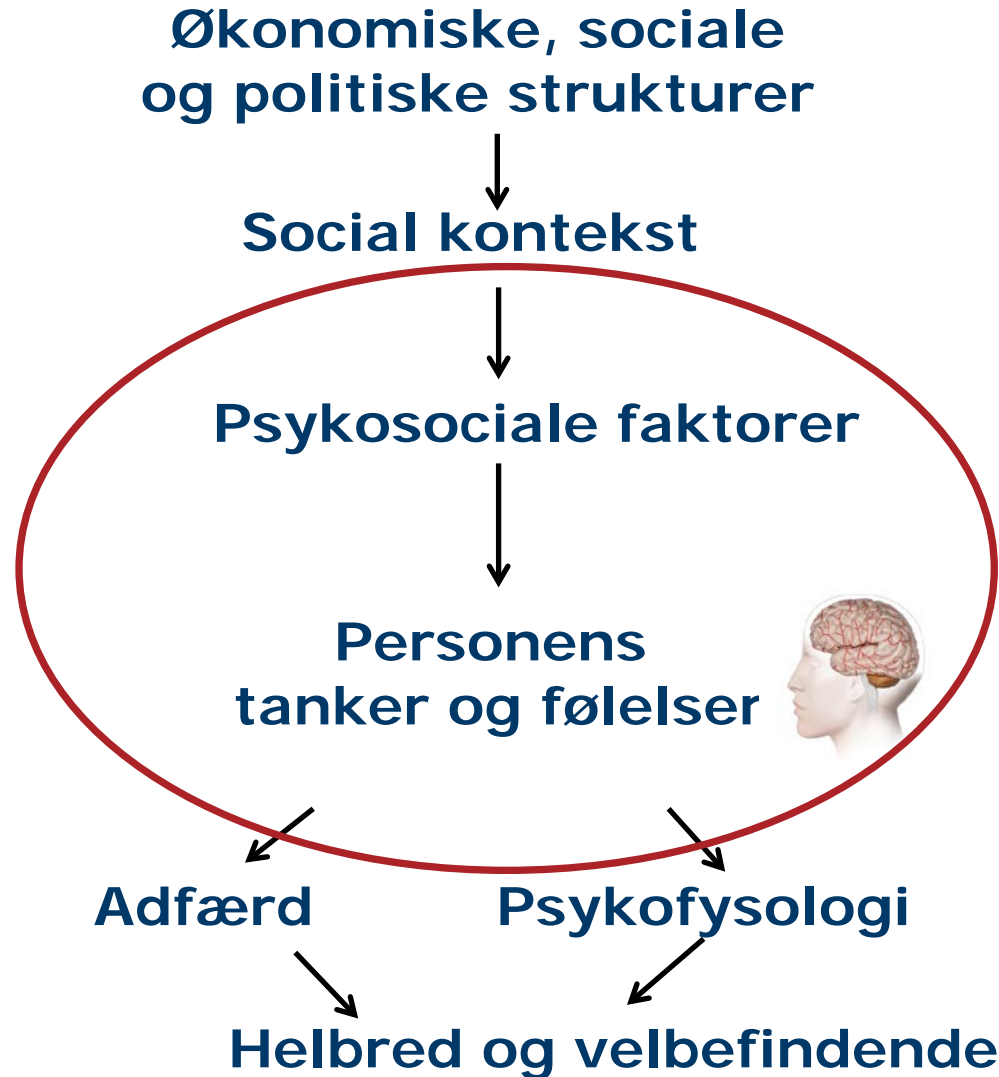 Økonomiske, sociale
og politiske strukturer
Social kontekst
Psykosociale faktorer
Personens
tanker og følelser
Adfærd
Psykofysologi
Helbred og velbefindende